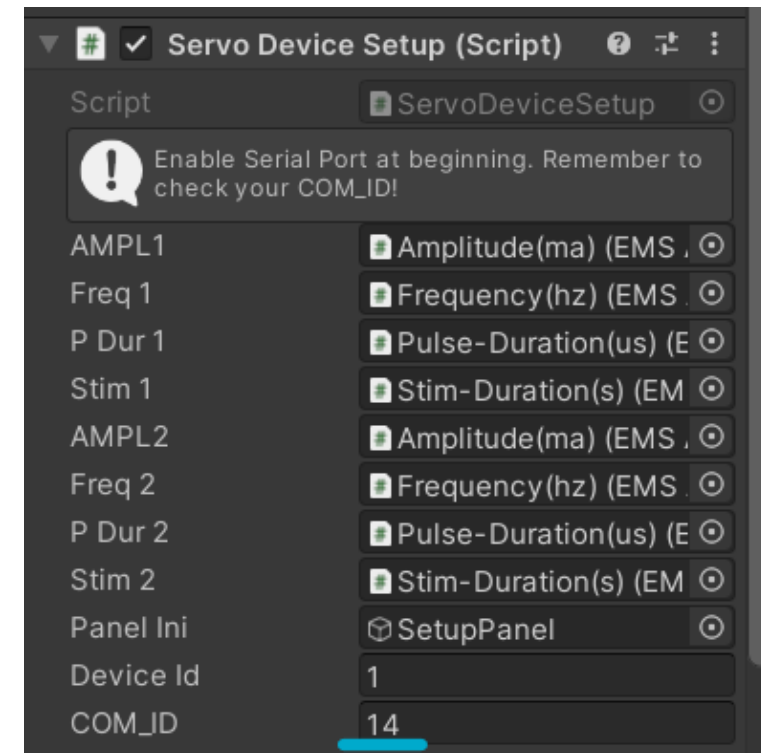 # Servo Device Setup (Script)
Script # ServoDeviceSetup
Enable Serial Port at beginning. Remember to
check your COM_ID!
AMPL1 # Amplitude(ma) (EMS
Freq 1 # Frequency(hz) (EMS
P Dur 1 # Pulse-Duration(us) (E
Stim 1 # Stim-Duration(s) (EM
AMPL2 # Amplitude(ma) (EMS
Freq 2 # Frequency(hz) (EMS
P Dur 2 # Pulse-Duration(us) (E
Stim 2 # Stim-Duration(s) (EM
Panel Ini SetupPanel
Device Id 1
COM_ID 14